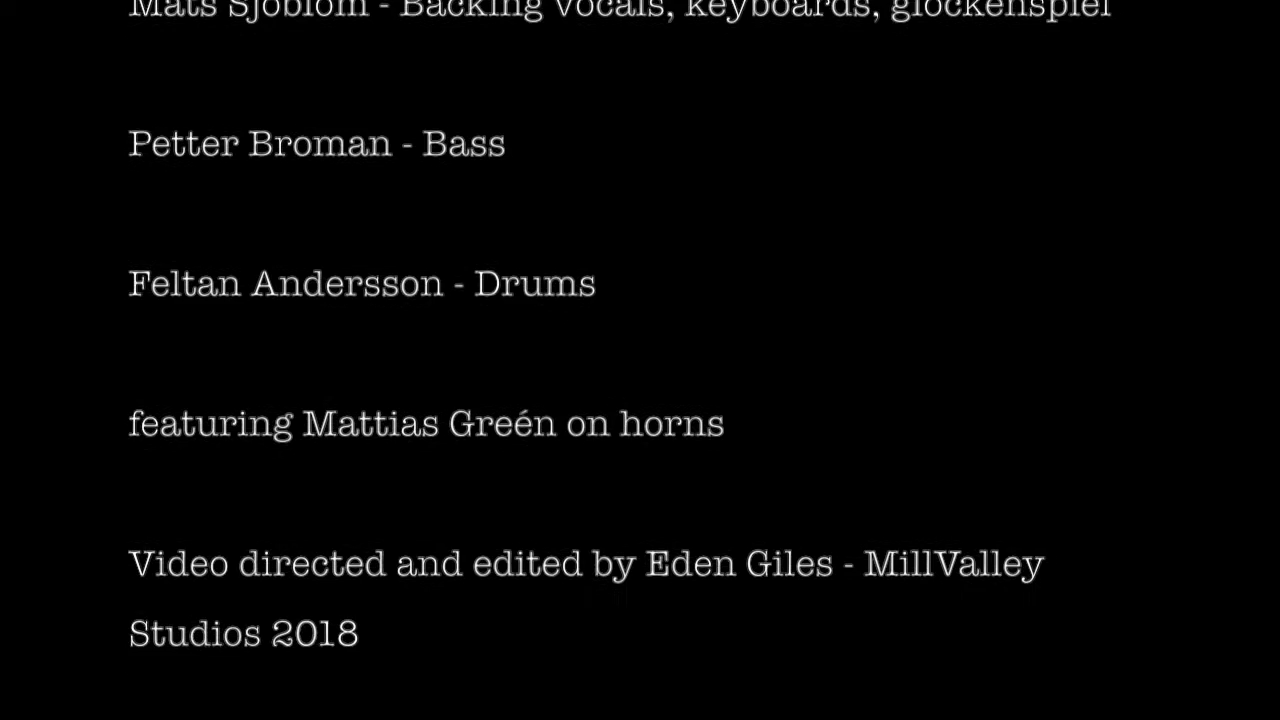 Mats Sjöblom - Backing vocals, keyboards, glockenspiel
Petter Broman - Bass
Feltan Andersson - Drums
featuring Mattias Greén on horns
Video directed and edited by Eden Giles - MillValley
Studios 2018